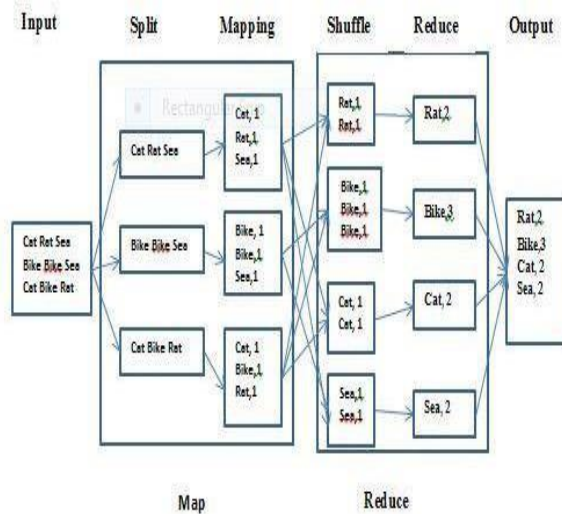 Input
Split
Mapping
Shuffle
Reduce
Output
Cat Rat Sea
Bike Bike Sea
Cat Bike Rat
Cat Rat Sea
Bike Bike Sea
Cat Bike Rat
Rectangular Snip
Cat, 1
Rat,1
Sea,1
Bike, 1
Bike,1
Sea,1
Cat, 1
Bike,1
Rat,1
Rat,1
Rat,1
Bike,1
Bike,1
Bike,1
Cat, 1
Cat, 1
Sea,1
Sea,1
Rat,2
Bike,3
Cat, 2
Sea, 2
Rat,2
Bike,3
Cat, 2
Sea, 2
Map
Reduce